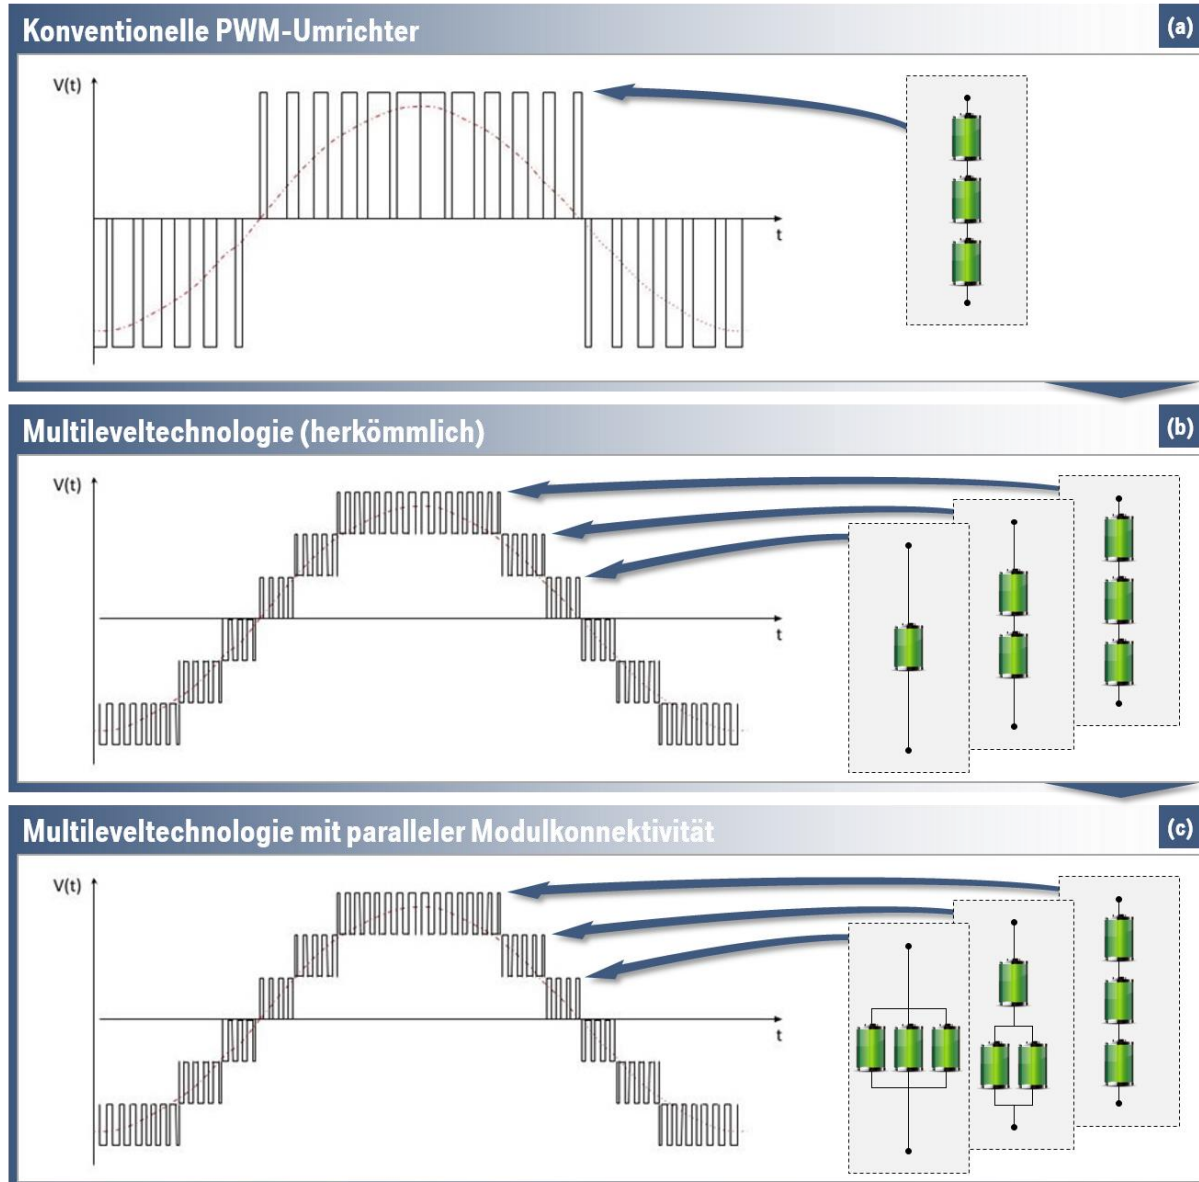 Konventionelle PWM-Umrichter
(a)
V(t)
t
Multileveltechnologie (herkömmlich)
(b)
V(t)
t
Multileveltechnologie mit paralleler Modulkonnektivität
(c)
V(t)
t